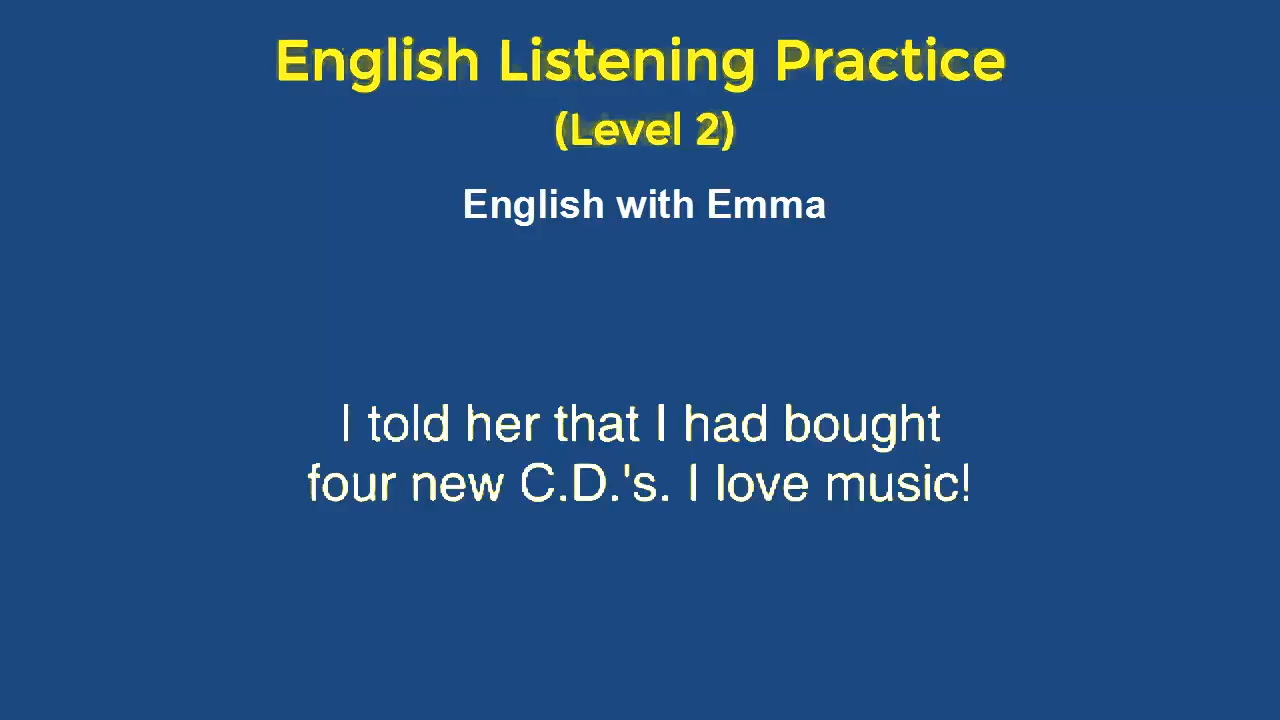 English Listening Practice
(Level 2)
English with Emma
I told her that I had bought
four new C.D.'s. I love music!